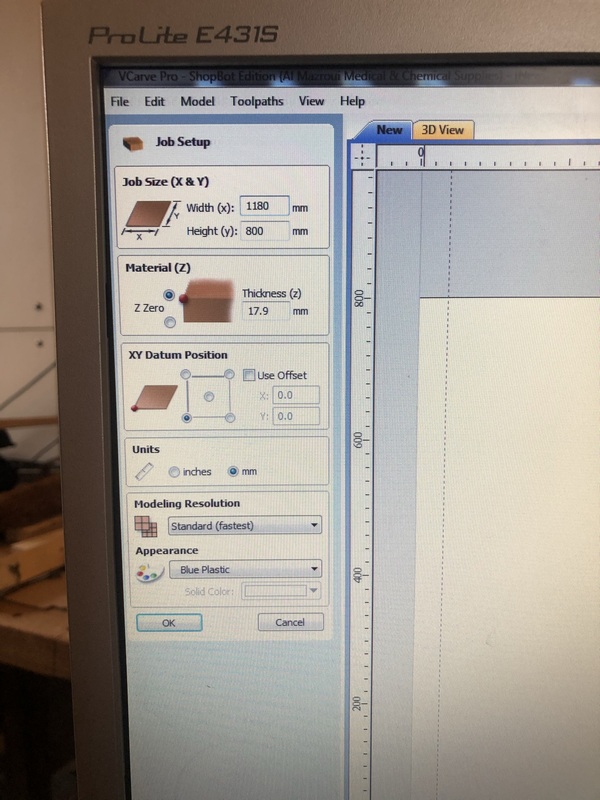 ProLite E431S
VCarve Pro - ShopBot Edition (Al Mazroui Medical & Chemical Supplies)
File Edit Model Toolpaths View Help
Job Setup
New 3D View
0
Job Size (X & Y)
Y
X
Width (x): 1180 mm
Height (y): 800 mm
Material (Z)
Z Zero
Thickness (z)
17.9 mm
800
XY Datum Position
Use Offset
X: 0.0
Y: 0.0
600
Units
inches mm
Modeling Resolution
Standard (fastest)
Appearance
Blue Plastic
400
Solid Color:
OK Cancel
200